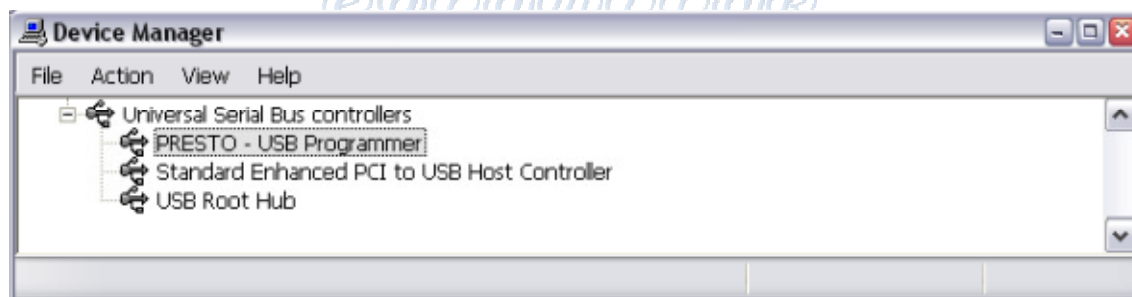 Device Manager
File Action View Help
Universal Serial Bus controllers
PRESTO - USB Programmer
Standard Enhanced PCI to USB Host Controller
USB Root Hub